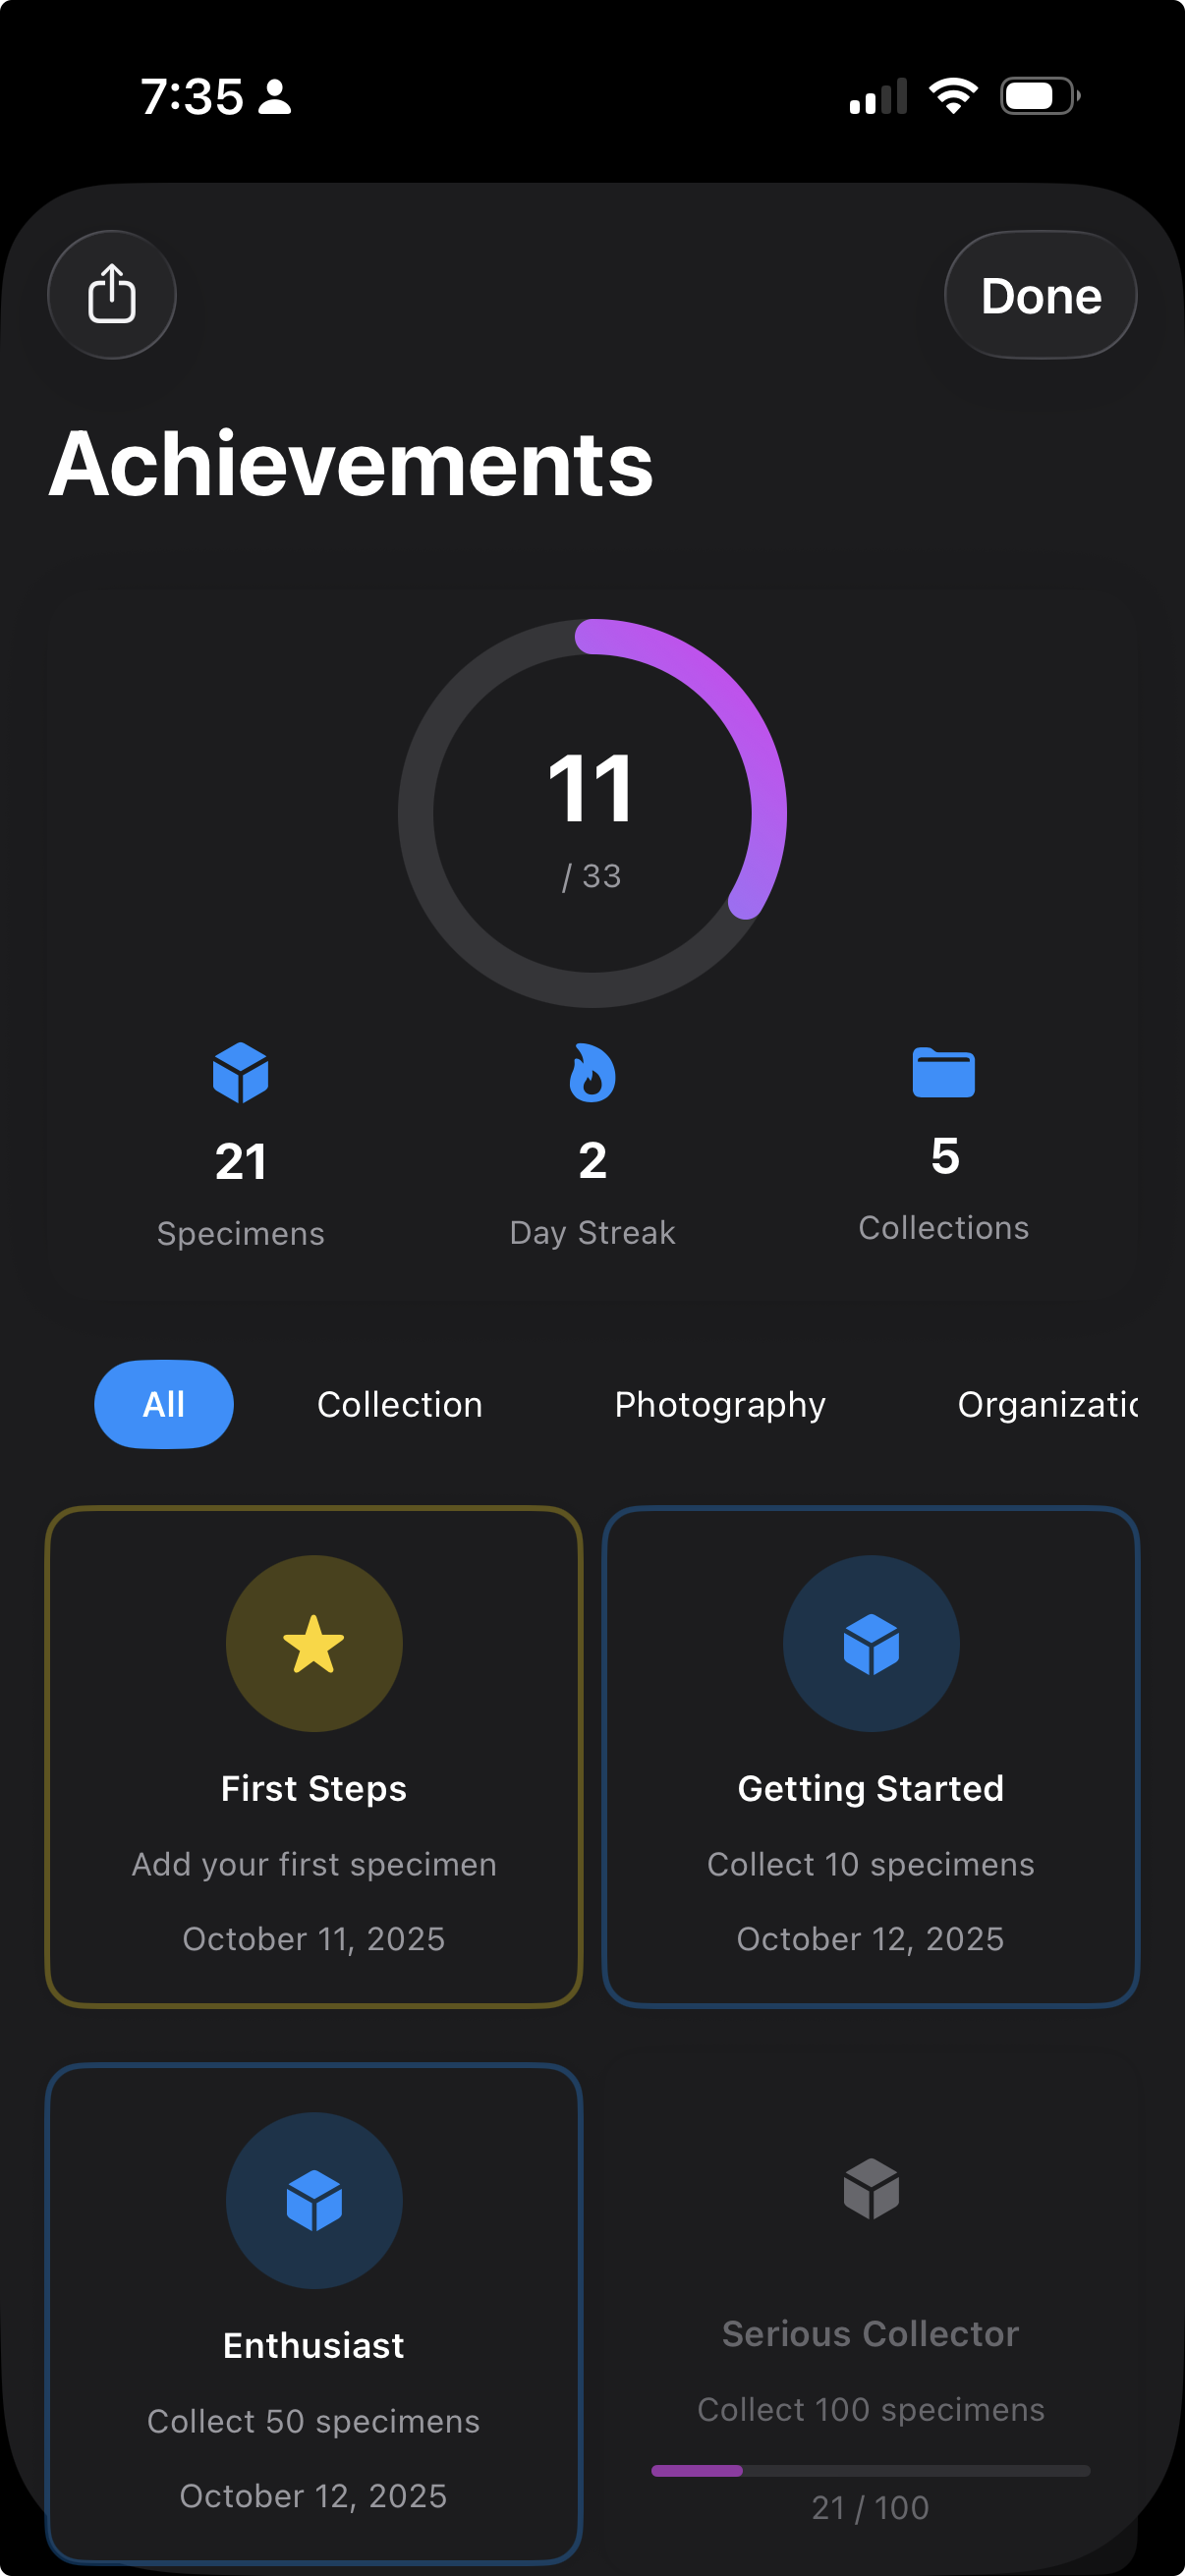 7:35
Done
Achievements
11
/ 33
21
2
5
Specimens
Day Streak
Collections
All
Collection
Photography
Organizatic
First Steps
Getting Started
Add your first specimen
Collect 10 specimens
October 11, 2025
October 12, 2025
Enthusiast
Serious Collector
Collect 50 specimens
Collect 100 specimens
October 12, 2025
21 / 100